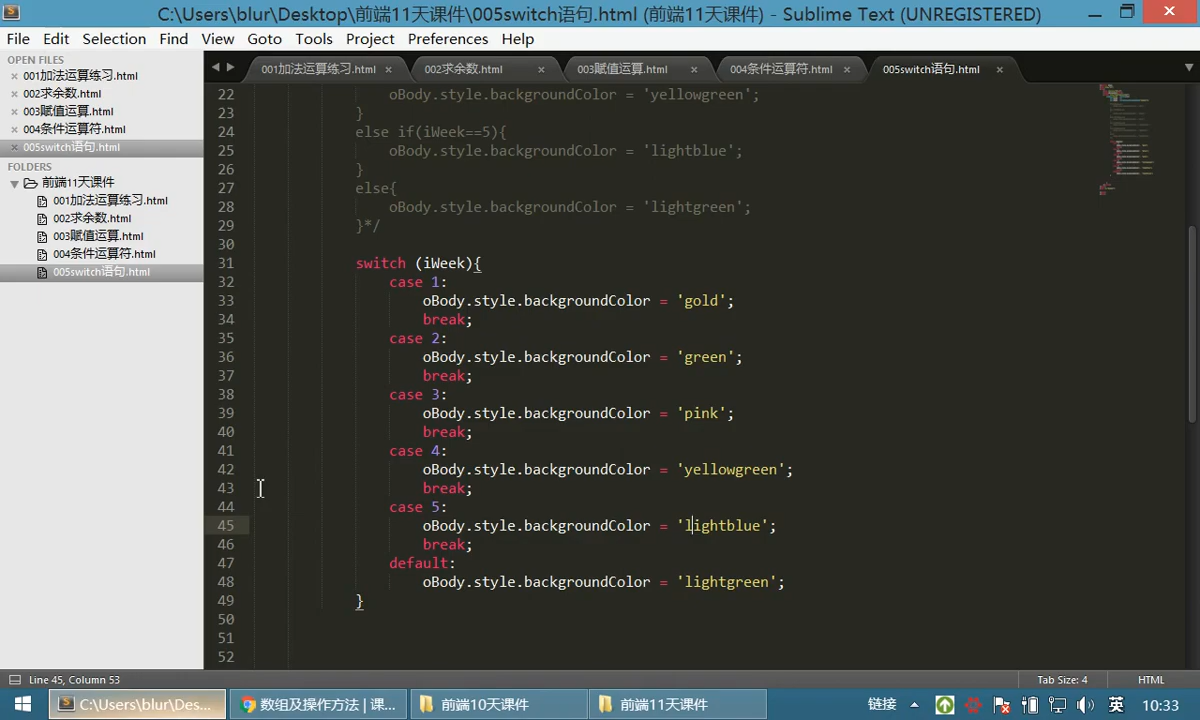 C:\Users\blur\Desktop\前端11天课件\005switch语句.html (前端11天课件) - Sublime Text (UNREGISTERED)
File Edit Selection Find View Goto Tools Project Preferences Help
OPEN FILES
001加法运算练习.html
002求余数.html
003赋值运算.html
004条件运算符.html
005switch语句.html
FOLDERS
前端11天课件
001加法运算练习.html
002求余数.html
003赋值运算.html
004条件运算符.html
005switch语句.html
001加法运算练习.html 002求余数.html 003赋值运算.html 004条件运算符.html 005switch语句.html
22 oBody.style.backgroundColor = 'yellowgreen';
23 }
24 else if(iWeek==5){
25 oBody.style.backgroundColor = 'lightblue';
26 }
27 else{
28 oBody.style.backgroundColor = 'lightgreen';
29 }*/
30
31 switch (iWeek){
32 case 1:
33 oBody.style.backgroundColor = 'gold';
34 break;
35 case 2:
36 oBody.style.backgroundColor = 'green';
37 break;
38 case 3:
39 oBody.style.backgroundColor = 'pink';
40 break;
41 case 4:
42 oBody.style.backgroundColor = 'yellowgreen';
43 break;
44 case 5:
45 oBody.style.backgroundColor = 'lightblue';
46 break;
47 default:
48 oBody.style.backgroundColor = 'lightgreen';
49 }
50
51
52
Line 45, Column 53 Tab Size: 4 HTML
C:\Users\blur\Des... 数组及操作方法 | 课... 前端10天课件 前端11天课件 链接 英 10:33